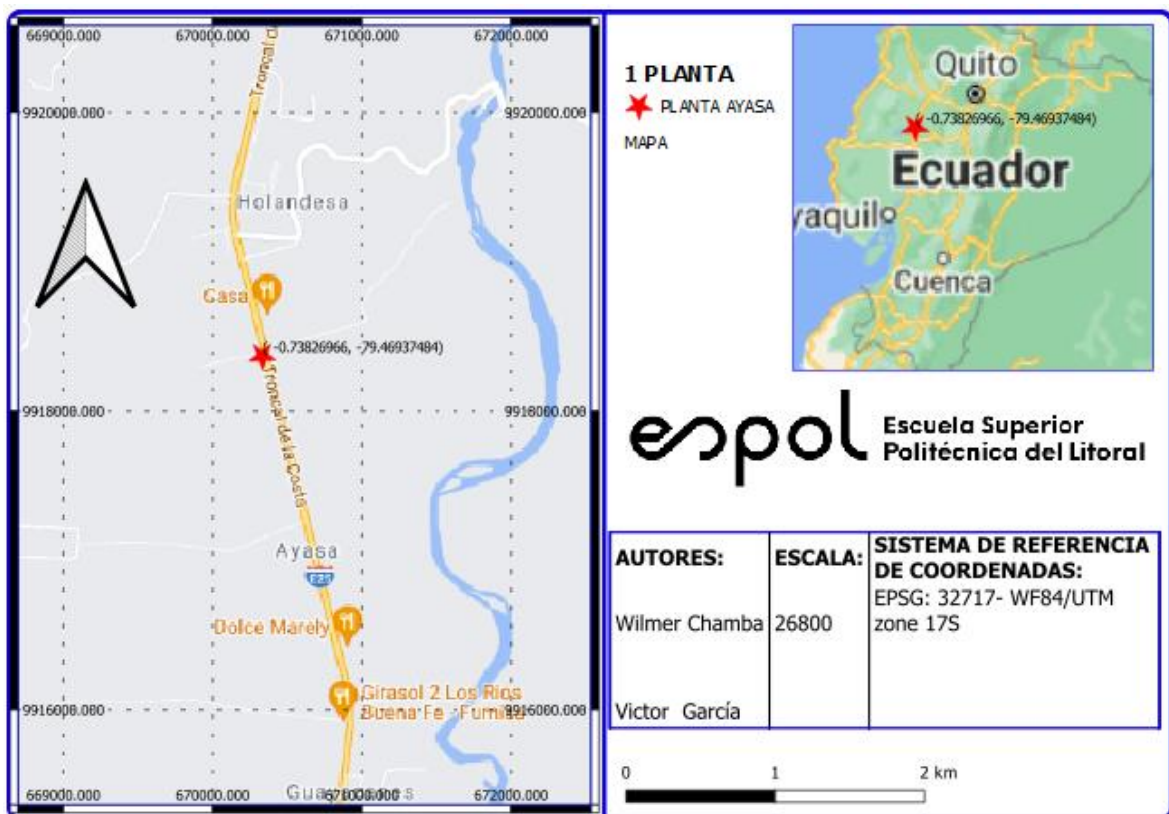 669000.000 670000.000 671000.000 672000.000
9920000.000 9920000.000
Holandesa
Casa
-0.73826966, -79.46937484)
Troncal de la Costa
9918000.000 9918000.000
Ayasa
E25
Dolce Marely
Girasol 2 Los Rios
Buena Fe
9916000.000 9916000.000
669000.000 670000.000 671000.000 672000.000
1 PLANTA
PLANTA AYASA
MAPA
Quito
-0.73826966, -79.46937484)
Ecuador
yaquil
Cuenca
espol Escuela Superior
Politécnica del Litoral
AUTORES: ESCALA: SISTEMA DE REFERENCIA
DE COORDENADAS:
EPSG: 32717- WF84/UTM
zone 17S
Wilmer Chamba 26800
Victor García
0 1 2 km